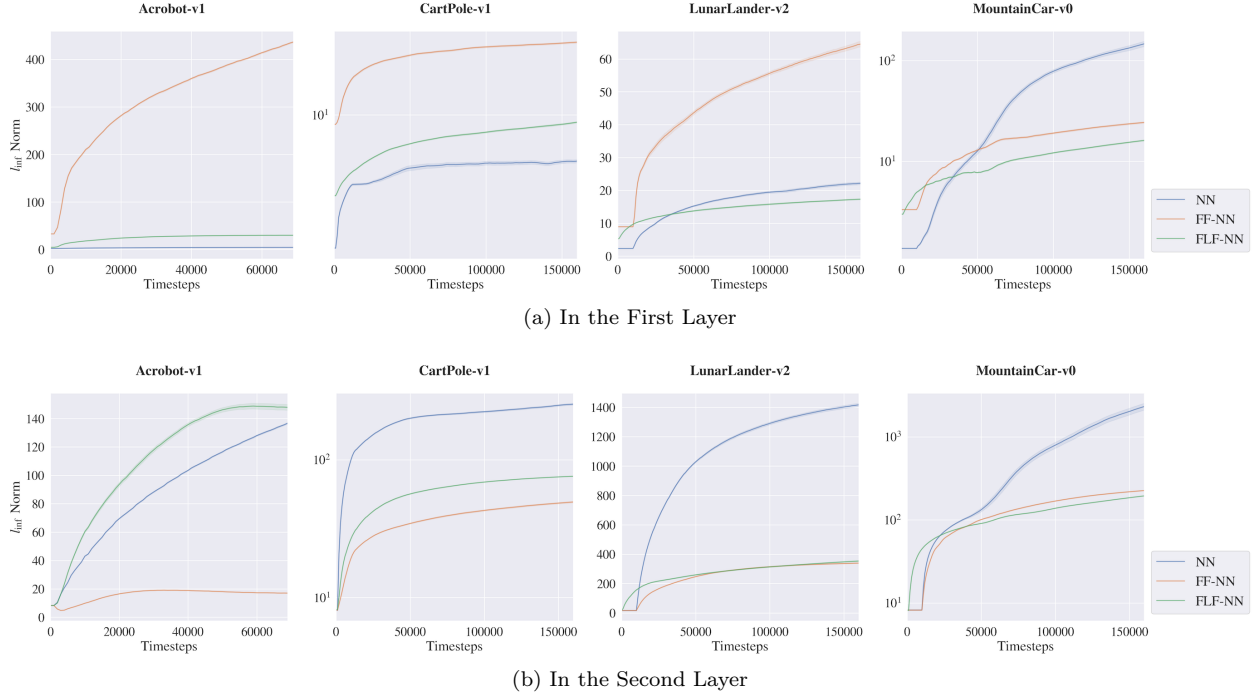 Acrobot-v1
CartPole-v1
LunarLander-v2
MountainCar-v0
l_inf Norm
400
300
200
100
0
0 20000 40000 60000
Timesteps
10^1
0 50000 100000 150000
Timesteps
60
50
40
30
20
10
0
0 50000 100000 150000
Timesteps
10^2
10^1
0 50000 100000 150000
Timesteps
NN
FF-NN
FLF-NN
(a) In the First Layer
Acrobot-v1
CartPole-v1
LunarLander-v2
MountainCar-v0
l_inf Norm
140
120
100
80
60
40
20
0
0 20000 40000 60000
Timesteps
10^2
10^1
0 50000 100000 150000
Timesteps
1400
1200
1000
800
600
400
200
0
0 50000 100000 150000
Timesteps
10^3
10^2
10^1
0 50000 100000 150000
Timesteps
NN
FF-NN
FLF-NN
(b) In the Second Layer